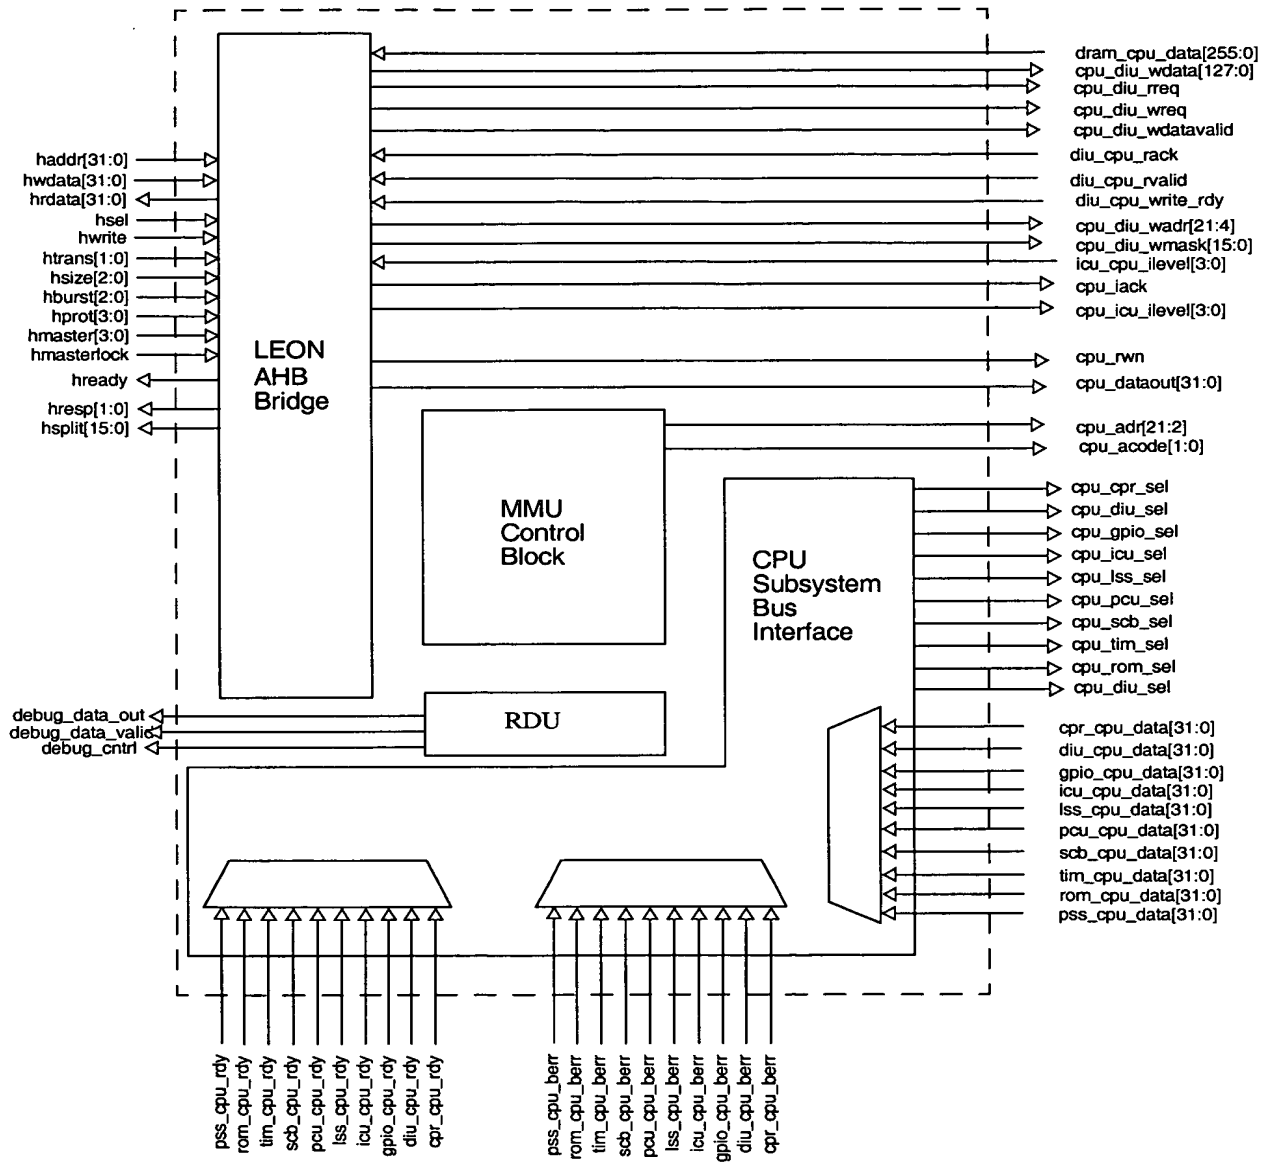 haddr[31:0]
hwdata[31:0]
hrdata[31:0]
hsel
hwrite
htrans[1:0]
hsize[2:0]
hburst[2:0]
hprot[3:0]
hmaster[3:0]
hmasterlock
hready
hresp[1:0]
hsplit[15:0]
LEON
AHB
Bridge
dram_cpu_data[255:0]
cpu_diu_wdata[127:0]
cpu_diu_rreq
cpu_diu_wreq
cpu_diu_wdatavalid
diu_cpu_rack
diu_cpu_rvalid
diu_cpu_write_rdy
cpu_diu_wadr[21:4]
cpu_diu_wmask[15:0]
icu_cpu_ilevel[3:0]
cpu_iack
cpu_icu_ilevel[3:0]
cpu_rwn
cpu_dataout[31:0]
cpu_adr[21:2]
cpu_acode[1:0]
MMU
Control
Block
CPU
Subsystem
Bus
Interface
cpu_cpr_sel
cpu_diu_sel
cpu_gpio_sel
cpu_icu_sel
cpu_lss_sel
cpu_pcu_sel
cpu_scb_sel
cpu_tim_sel
cpu_rom_sel
cpu_diu_sel
debug_data_out
debug_data_valid
debug_cntrl
RDU
cpr_cpu_data[31:0]
diu_cpu_data[31:0]
gpio_cpu_data[31:0]
icu_cpu_data[31:0]
lss_cpu_data[31:0]
pcu_cpu_data[31:0]
scb_cpu_data[31:0]
tim_cpu_data[31:0]
rom_cpu_data[31:0]
pss_cpu_data[31:0]
pss_cpu_rdy
rom_cpu_rdy
tim_cpu_rdy
scb_cpu_rdy
pcu_cpu_rdy
lss_cpu_rdy
icu_cpu_rdy
gpio_cpu_rdy
diu_cpu_rdy
cpr_cpu_rdy
pss_cpu_berr
rom_cpu_berr
tim_cpu_berr
scb_cpu_berr
pcu_cpu_berr
lss_cpu_berr
icu_cpu_berr
gpio_cpu_berr
diu_cpu_berr
cpr_cpu_berr